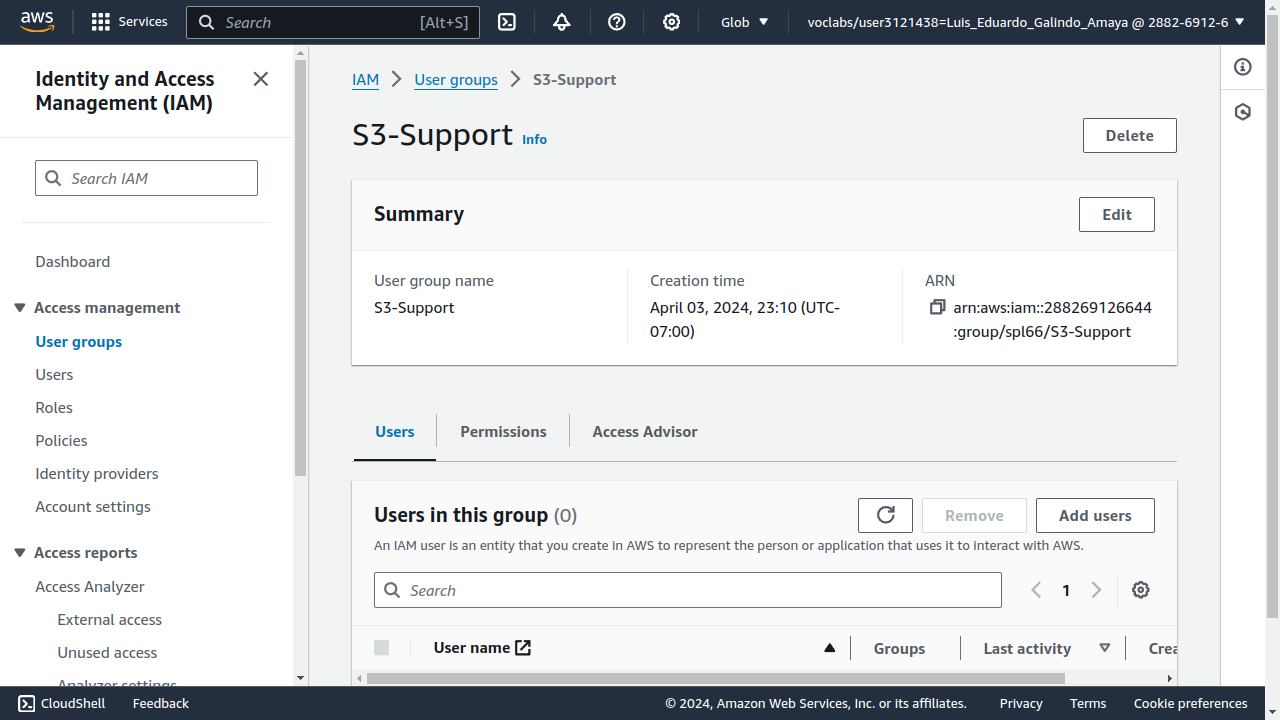 aws
Services
Search
[Alt+S]
Glob
voclabs/user3121438=Luis_Eduardo_Galindo_Amaya @ 2882-6912-6
Identity and Access
Management (IAM)
Search IAM
Dashboard
Access management
User groups
Users
Roles
Policies
Identity providers
Account settings
Access reports
Access Analyzer
External access
Unused access
Analyzer settings
IAM
User groups
S3-Support
S3-Support
Info
Delete
Summary
Edit
User group name
S3-Support
Creation time
April 03, 2024, 23:10 (UTC-
07:00)
ARN
arn:aws:iam::288269126644
:group/spl66/S3-Support
Users
Permissions
Access Advisor
Users in this group (0)
Remove
Add users
An IAM user is an entity that you create in AWS to represent the person or application that uses it to interact with AWS.
Search
1
User name
Groups
Last activity
Crea
CloudShell
Feedback
© 2024, Amazon Web Services, Inc. or its affiliates.
Privacy
Terms
Cookie preferences